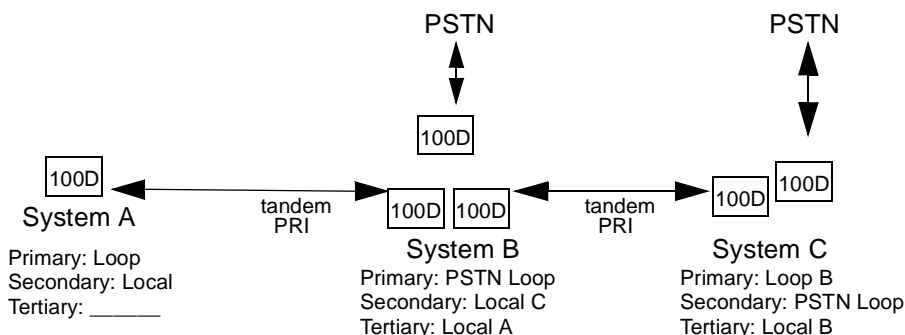 PSTN
PSTN
100D
100D
100D
100D
100D
100D
tandem
PRI
tandem
PRI
System A
Primary: Loop
Secondary: Local
Tertiary: ______
System B
Primary: PSTN Loop
Secondary: Local C
Tertiary: Local A
System C
Primary: Loop B
Secondary: PSTN Loop
Tertiary: Local B